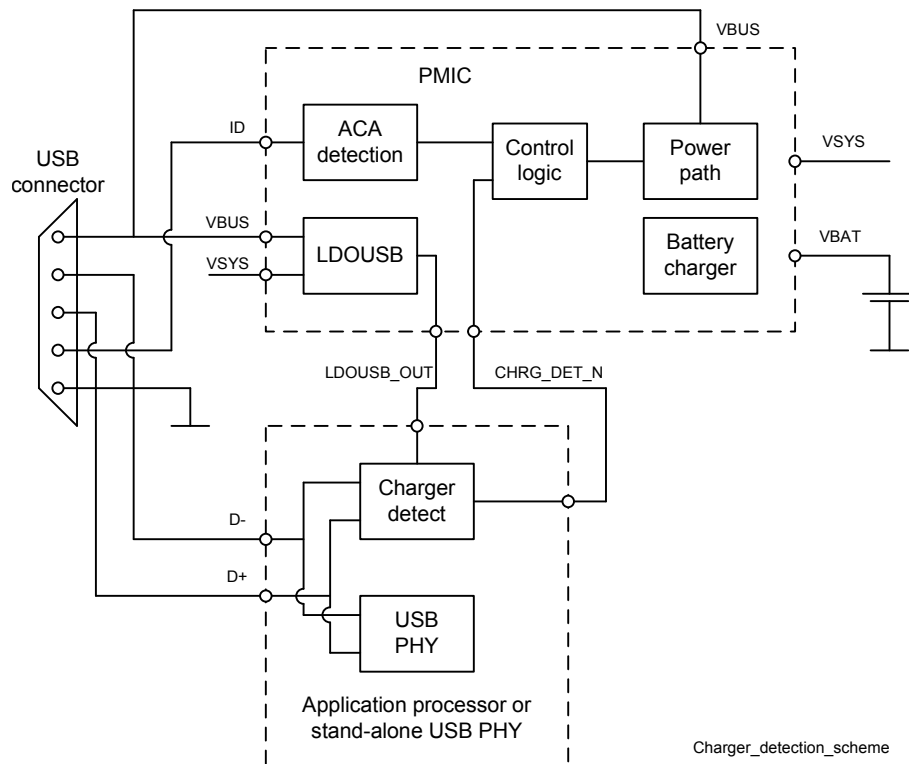 VBUS
PMIC
ID
ACA
detection
Control
logic
Power
path
VSYS
USB
connector
VBUS
LDOUSB
VSYS
Battery
charger
VBAT
LDOUSB_OUT
CHRG_DET_N
Charger
detect
D-
D+
USB
PHY
Application processor or
stand-alone USB PHY
Charger_detection_scheme